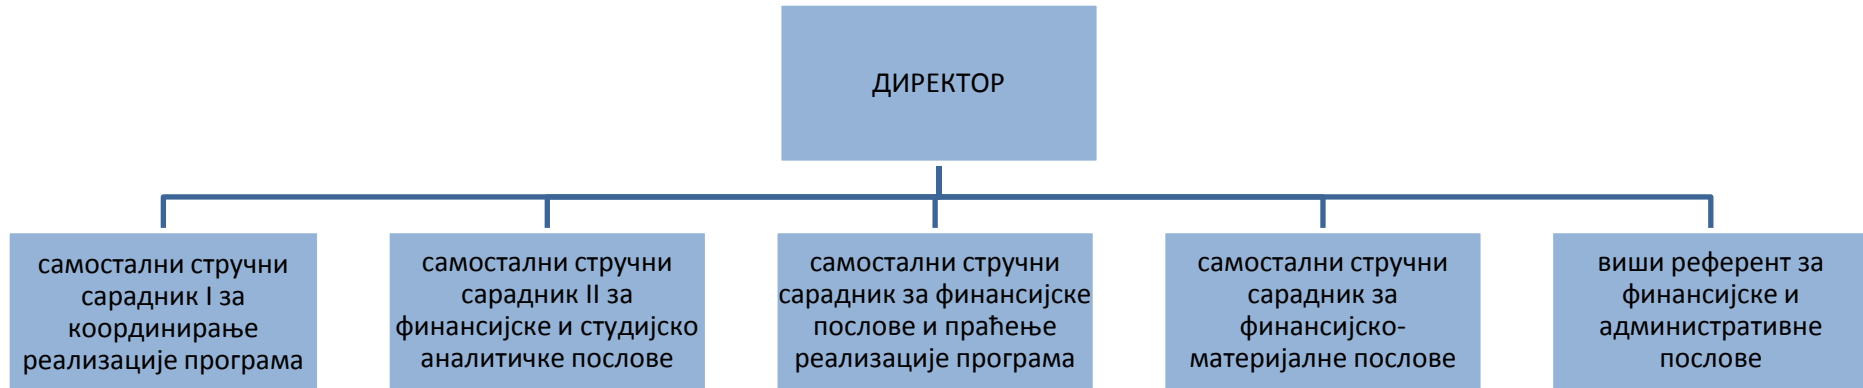 ДИРЕКТОР
самостални стручни
сарадник I за
координирање
реализације програма
самостални стручни
сарадник II за
финансијске и студијско
аналитичке послове
самостални стручни
сарадник за финансијске
послове и праћење
реализације програма
самостални стручни
сарадник за
финансијско-
материјалне послове
виши референт за
финансијске и
административне
послове